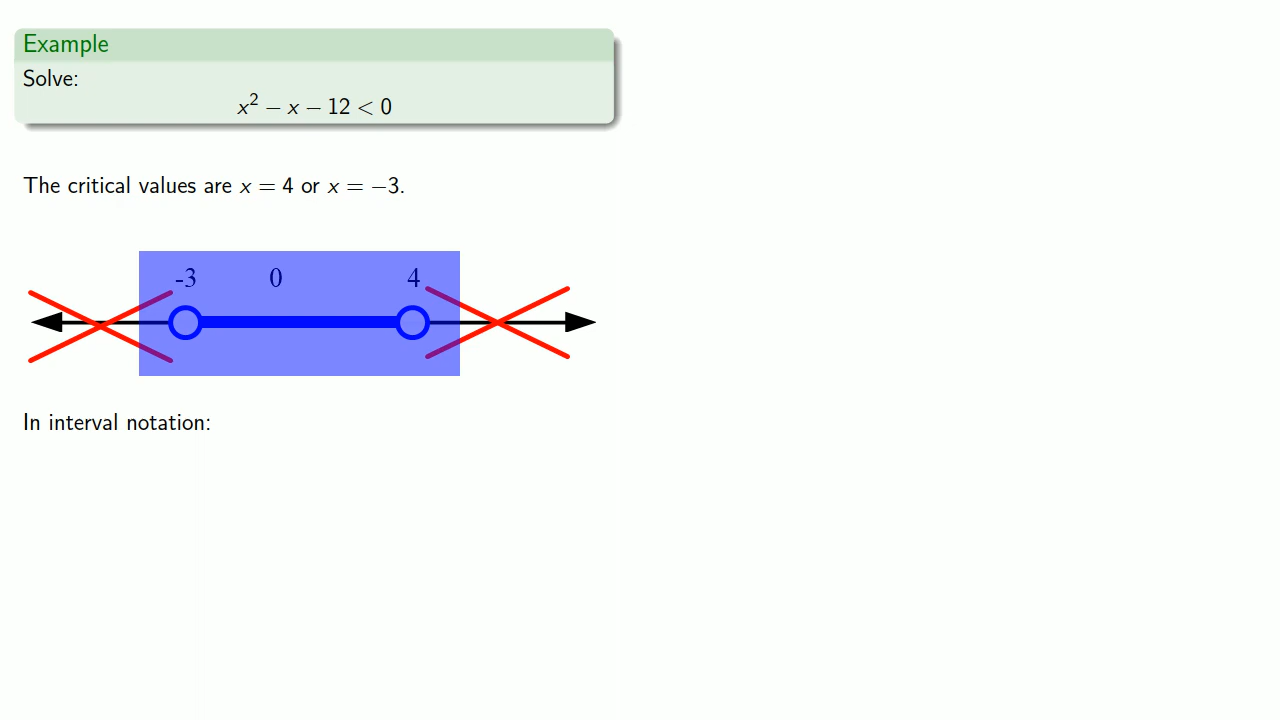 Example
Solve:
x² − x − 12 < 0
The critical values are x = 4 or x = −3.
-3 0 4
In interval notation: